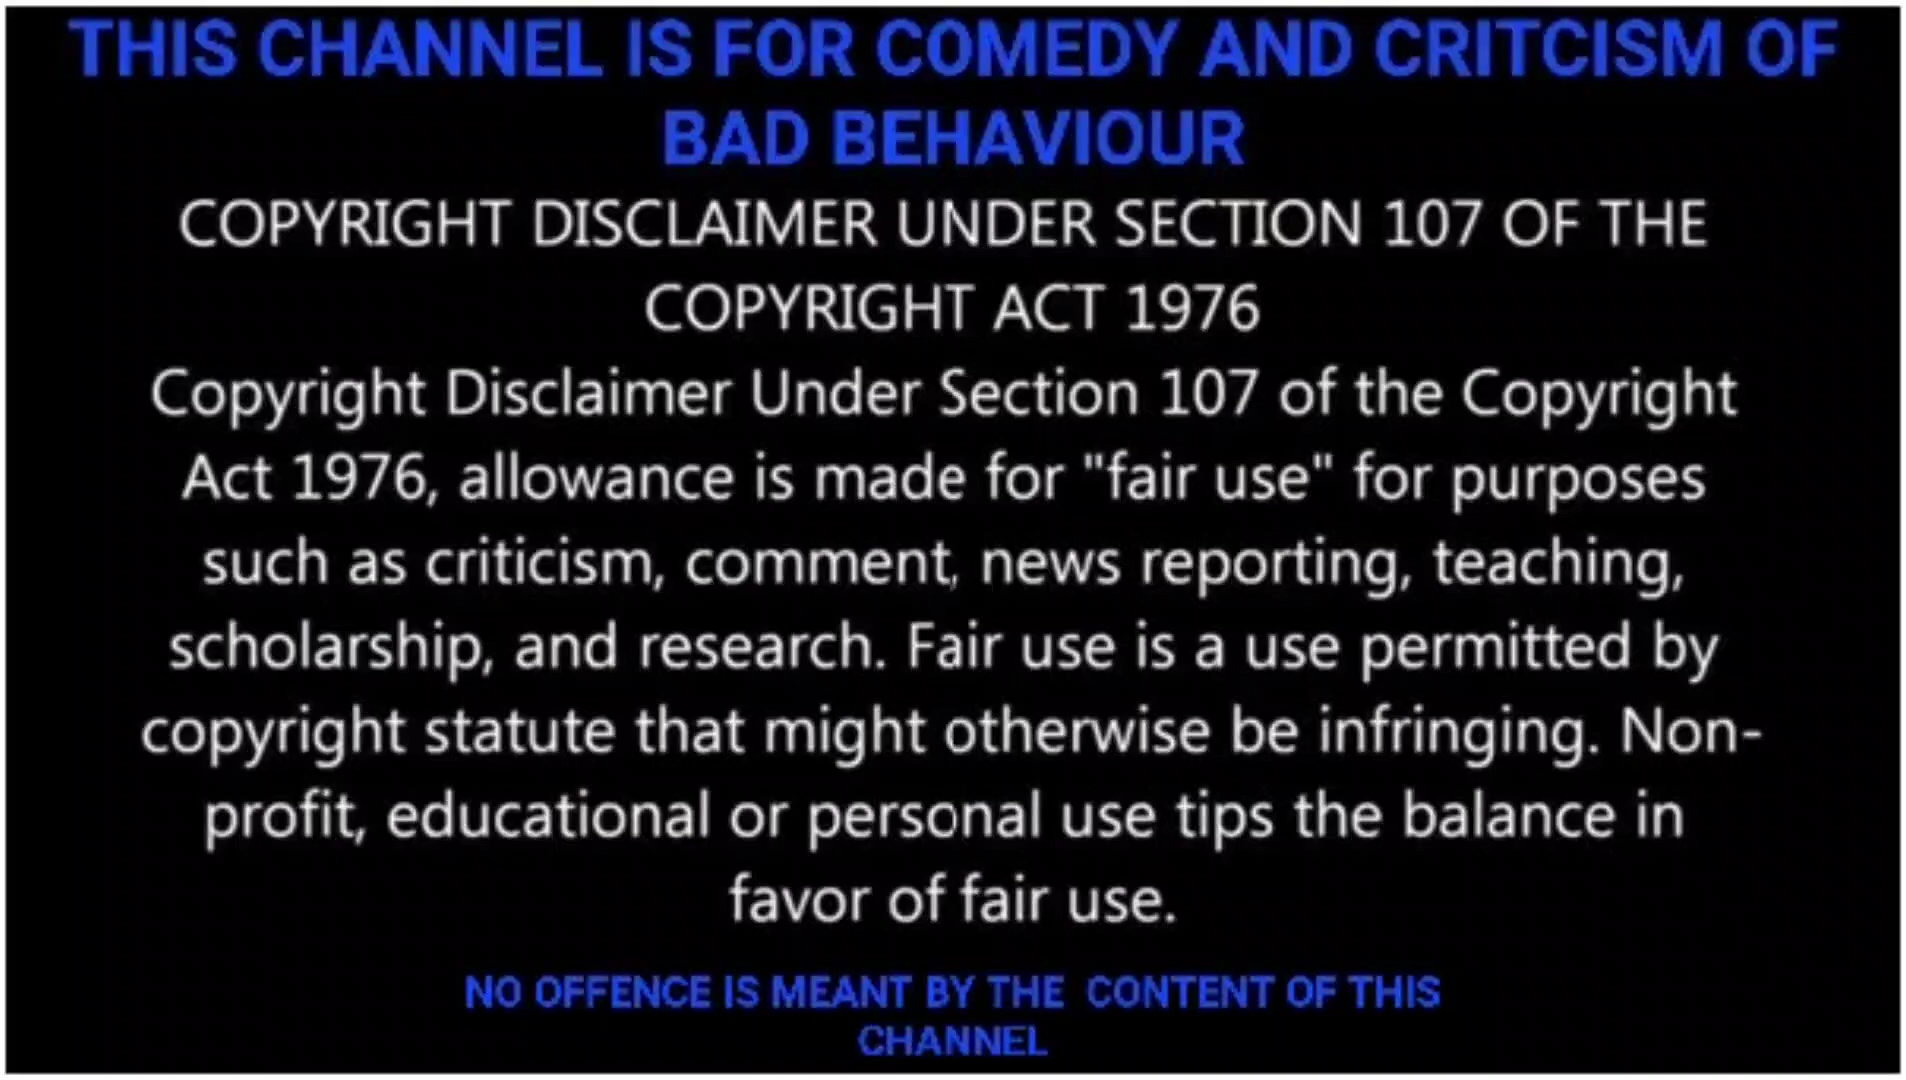 THIS CHANNEL IS FOR COMEDY AND CRITCISM OF
BAD BEHAVIOUR
COPYRIGHT DISCLAIMER UNDER SECTION 107 OF THE
COPYRIGHT ACT 1976
Copyright Disclaimer Under Section 107 of the Copyright
Act 1976, allowance is made for "fair use" for purposes
such as criticism, comment, news reporting, teaching,
scholarship, and research. Fair use is a use permitted by
copyright statute that might otherwise be infringing. Non-
profit, educational or personal use tips the balance in
favor of fair use.
NO OFFENCE IS MEANT BY THE CONTENT OF THIS
CHANNEL